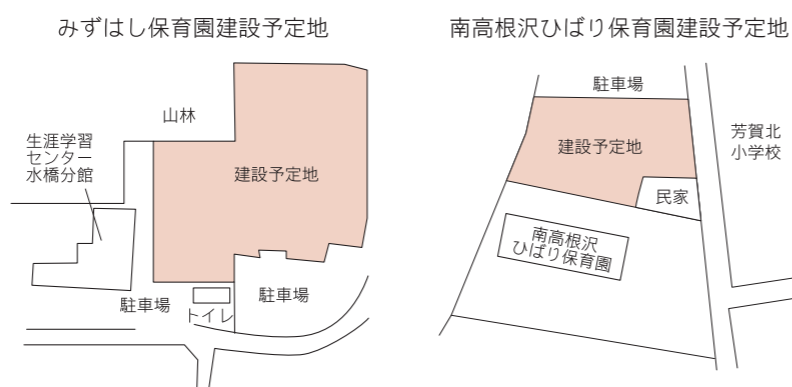 みずはし保育園建設予定地
山林
生涯学習
センター
水橋分館
建設予定地
駐車場
トイレ
駐車場
南高根沢ひばり保育園建設予定地
駐車場
建設予定地
民家
芳賀北
小学校
南高根沢
ひばり保育園